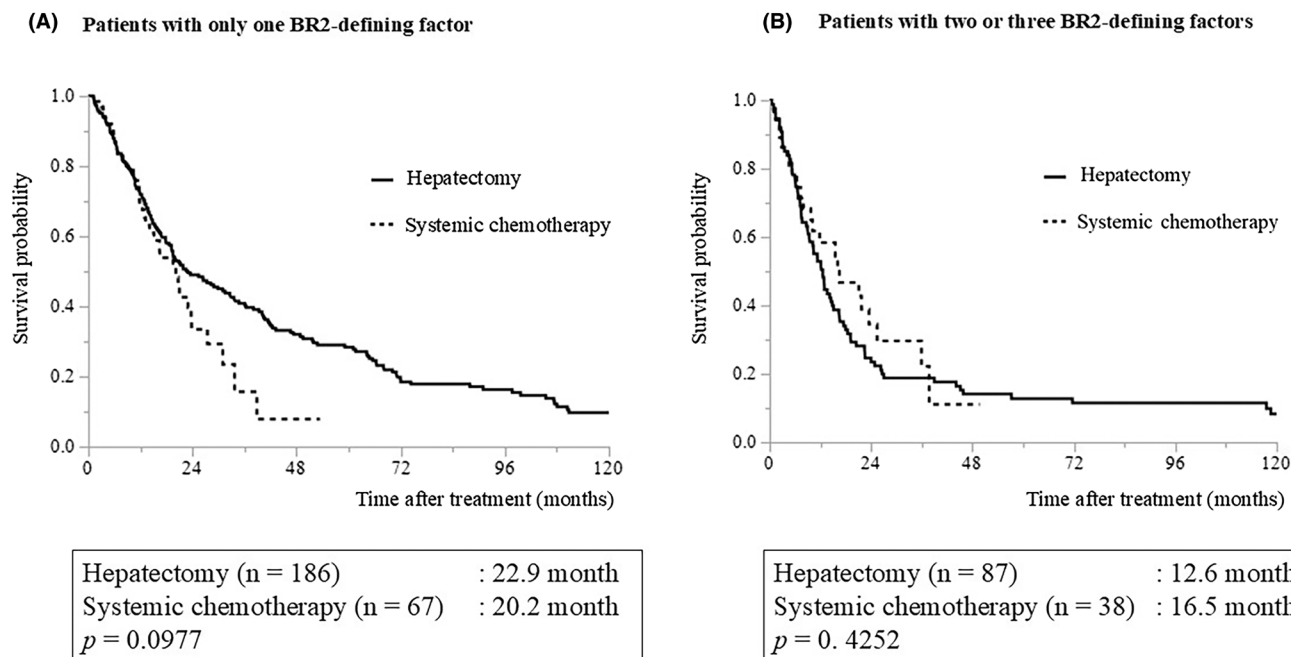 (A) Patients with only one BR2-defining factor
1.0
0.8
0.6
0.4
0.2
0.0
Survival probability
Hepatectomy
Systemic chemotherapy
0 24 48 72 96 120
Time after treatment (months)
Hepatectomy (n = 186) : 22.9 month
Systemic chemotherapy (n = 67) : 20.2 month
p = 0.0977
(B) Patients with two or three BR2-defining factors
1.0
0.8
0.6
0.4
0.2
0.0
Survival probability
Hepatectomy
Systemic chemotherapy
0 24 48 72 96 120
Time after treatment (months)
Hepatectomy (n = 87) : 12.6 month
Systemic chemotherapy (n = 38) : 16.5 month
p = 0. 4252